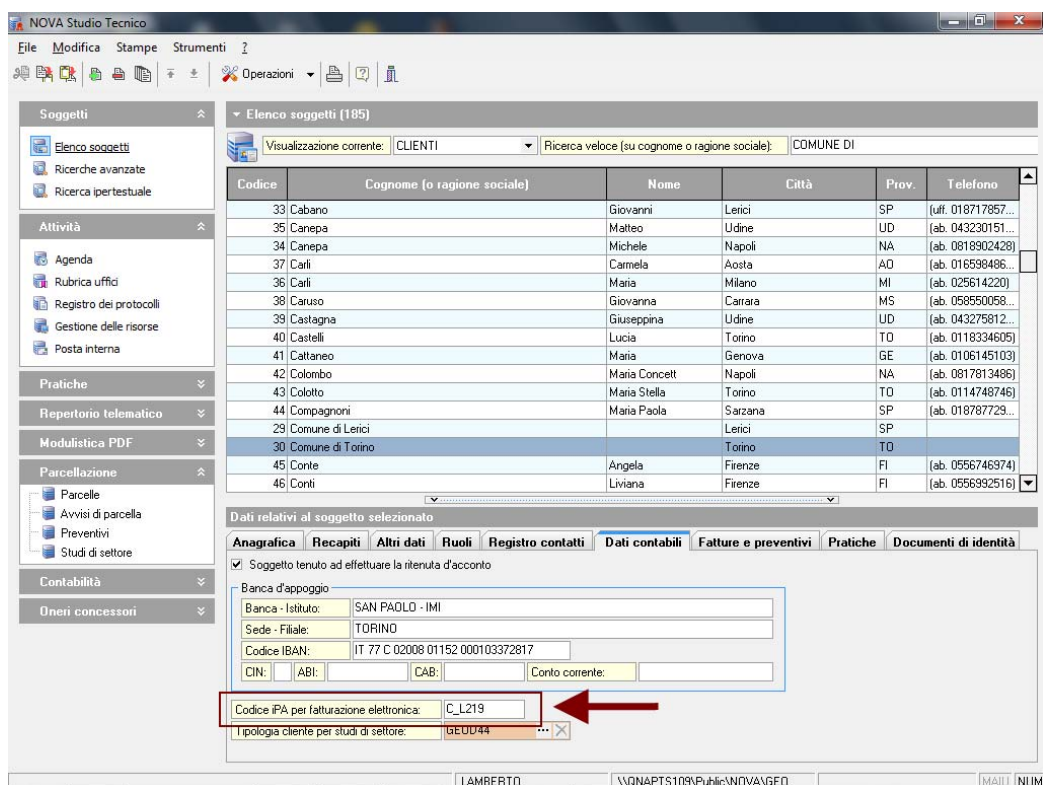 NOVA Studio Tecnico
File Modifica Stampe Strumenti ?
Operazioni
Soggetti
Elenco soggetti
Ricerche avanzate
Ricerca ipertestuale
Attività
Agenda
Rubrica uffici
Registro dei protocolli
Gestione delle risorse
Posta interna
Pratiche
Repertorio telematico
Modulistica PDF
Parcellazione
Parcelle
Avvisi di parcella
Preventivi
Studi di settore
Contabilità
Oneri concessori
Elenco soggetti (185)
Visualizzazione corrente: CLIENTI Ricerca veloce (su cognome o ragione sociale): COMUNE DI
Codice Cognome (o ragione sociale) Nome Città Prov. Telefono
33 Cabano Giovanni Lerici SP (uff. 018717857...
35 Canepa Matteo Udine UD (ab. 043230151...
34 Canepa Michele Napoli NA (ab. 0818902428)
37 Carli Carmela Aosta AO (ab. 016598486...
36 Carli Maria Milano MI (ab. 025614220)
38 Caruso Giovanna Carrara MS (ab. 058550058...
39 Castagna Giuseppina Udine UD (ab. 043275812...
40 Castelli Lucia Torino TO (ab. 0118334605)
41 Cattaneo Maria Genova GE (ab. 0106145103)
42 Colombo Maria Concett Napoli NA (ab. 0817813486)
43 Colotto Maria Stella Torino TO (ab. 0114748746)
44 Compagnoni Maria Paola Sarzana SP (ab. 018787729...
29 Comune di Lerici Lerici SP
30 Comune di Torino Torino TO
45 Conte Angela Firenze FI (ab. 0556746974)
46 Conti Liviana Firenze FI (ab. 0556992516)
Dati relativi al soggetto selezionato
Anagrafica Recapiti Altri dati Ruoli Registro contatti Dati contabili Fatture e preventivi Pratiche Documenti di identità
Soggetto tenuto ad effettuare la ritenuta d'acconto
Banca d'appoggio
Banca - Istituto: SAN PAOLO - IMI
Sede - Filiale: TORINO
Codice IBAN: IT 77 C 02008 01152 000103372817
CIN: ABI: CAB: Conto corrente:
Codice iPA per fatturazione elettronica: C_L219
Tipologia cliente per studi di settore: GEOD44 ...
LAMBERTO \\QNAPTS109\Public\NOVA\GEO MAIU NUM